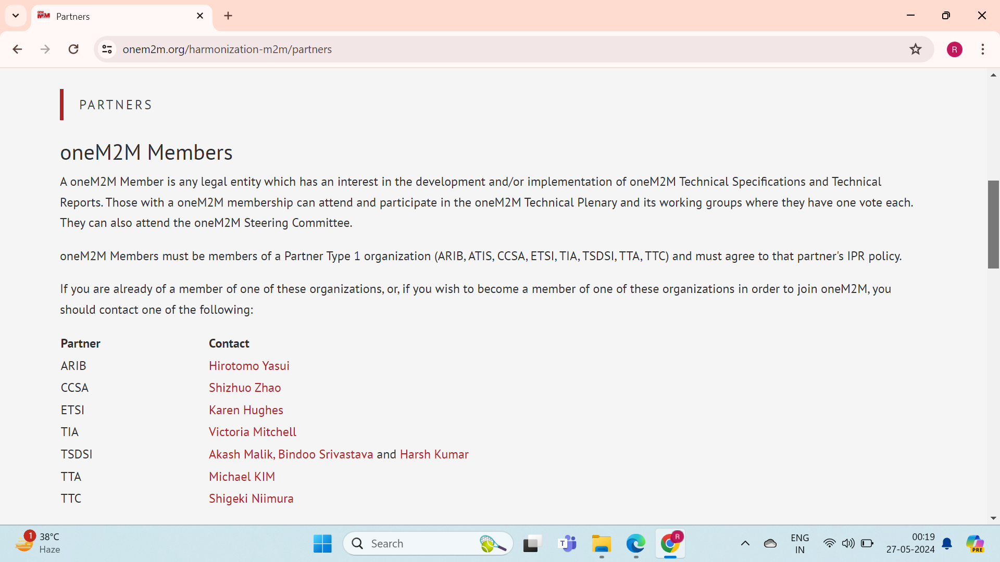 one
M2M
Partners
onem2m.org/harmonization-m2m/partners
R
PARTNERS
oneM2M Members
A oneM2M Member is any legal entity which has an interest in the development and/or implementation of oneM2M Technical Specifications and Technical
Reports. Those with a oneM2M membership can attend and participate in the oneM2M Technical Plenary and its working groups where they have one vote each.
They can also attend the oneM2M Steering Committee.
oneM2M Members must be members of a Partner Type 1 organization (ARIB, ATIS, CCSA, ETSI, TIA, TSDSI, TTA, TTC) and must agree to that partner's IPR policy.
If you are already of a member of one of these organizations, or, if you wish to become a member of one of these organizations in order to join oneM2M, you
should contact one of the following:
Partner Contact
ARIB Hirotomo Yasui
CCSA Shizhuo Zhao
ETSI Karen Hughes
TIA Victoria Mitchell
TSDSI Akash Malik, Bindoo Srivastava and Harsh Kumar
TTA Michael KIM
TTC Shigeki Niimura
1
38°C
Haze
Search
T
R
ENG
IN
00:19
27-05-2024
PRE